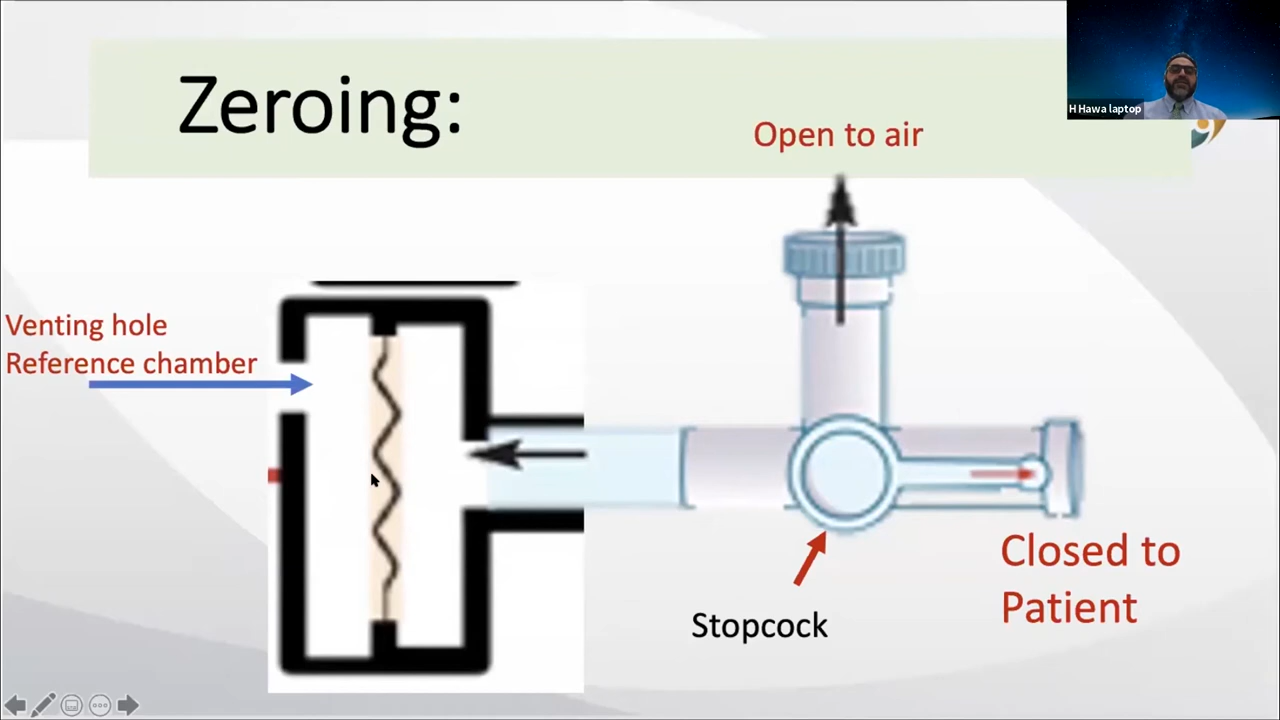 Zeroing:
H Hawa laptop
Open to air
Venting hole
Reference chamber
Closed to
Patient
Stopcock